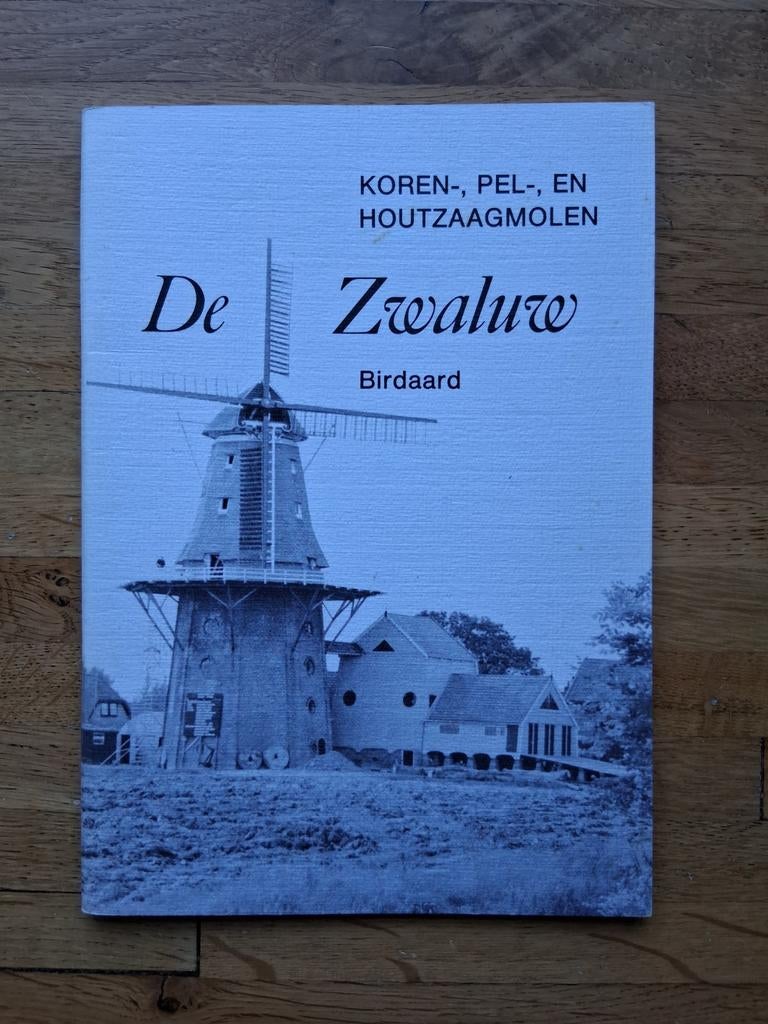 KOREN-, PEL-, EN
HOUTZAAGMOLEN
De Zwaluw
Birdaard